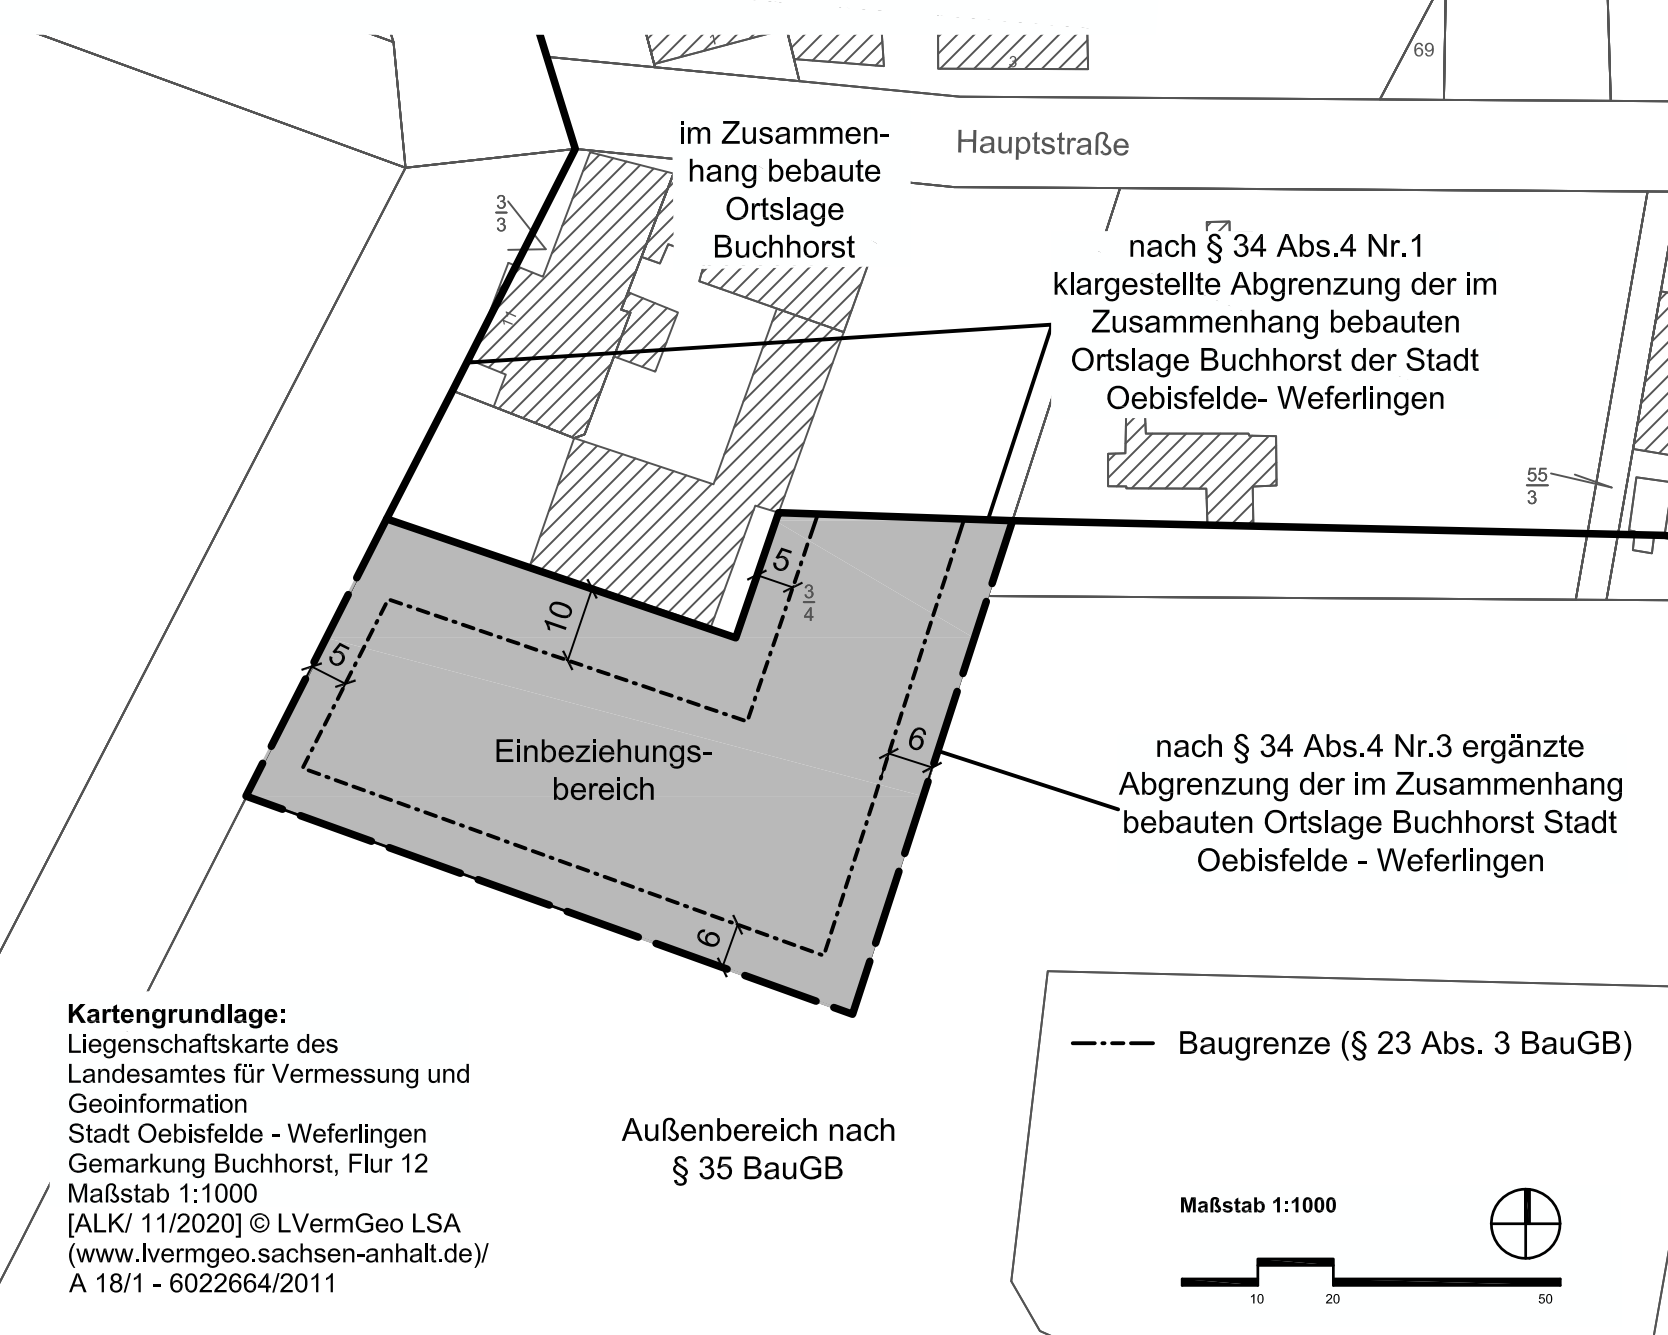 69
3
Hauptstraße
im Zusammen-
hang bebaute
Ortslage
Buchhorst
3
3
11
nach § 34 Abs.4 Nr.1
klargestellte Abgrenzung der im
Zusammenhang bebauten
Ortslage Buchhorst der Stadt
Oebisfelde- Weferlingen
55
3
5
3
4
10
5
6
Einbeziehungs-
bereich
nach § 34 Abs.4 Nr.3 ergänzte
Abgrenzung der im Zusammenhang
bebauten Ortslage Buchhorst Stadt
Oebisfelde - Weferlingen
6
Kartengrundlage:
Liegenschaftskarte des
Landesamtes für Vermessung und
Geoinformation
Stadt Oebisfelde - Weferlingen
Gemarkung Buchhorst, Flur 12
Maßstab 1:1000
[ALK/ 11/2020] © LVermGeo LSA
(www.lvermgeo.sachsen-anhalt.de)/
A 18/1 - 6022664/2011
Außenbereich nach
§ 35 BauGB
Baugrenze (§ 23 Abs. 3 BauGB)
Maßstab 1:1000
10 20 50